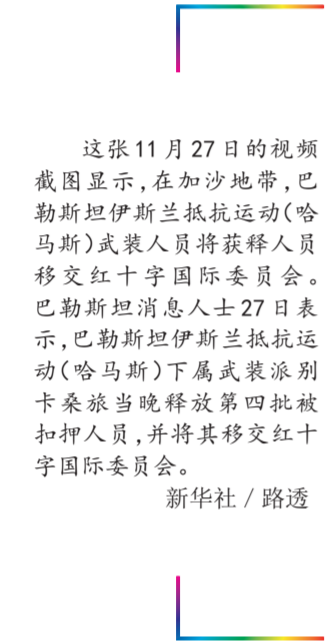 这张11月27日的视频
截图显示,在加沙地带,巴
勒斯坦伊斯兰抵抗运动(哈
马斯)武装人员将获释人员
移交红十字国际委员会。
巴勒斯坦消息人士27日表
示,巴勒斯坦伊斯兰抵抗运
动(哈马斯)下属武装派别
卡桑旅当晚释放第四批被
扣押人员,并将其移交红十
字国际委员会。
新华社/路透